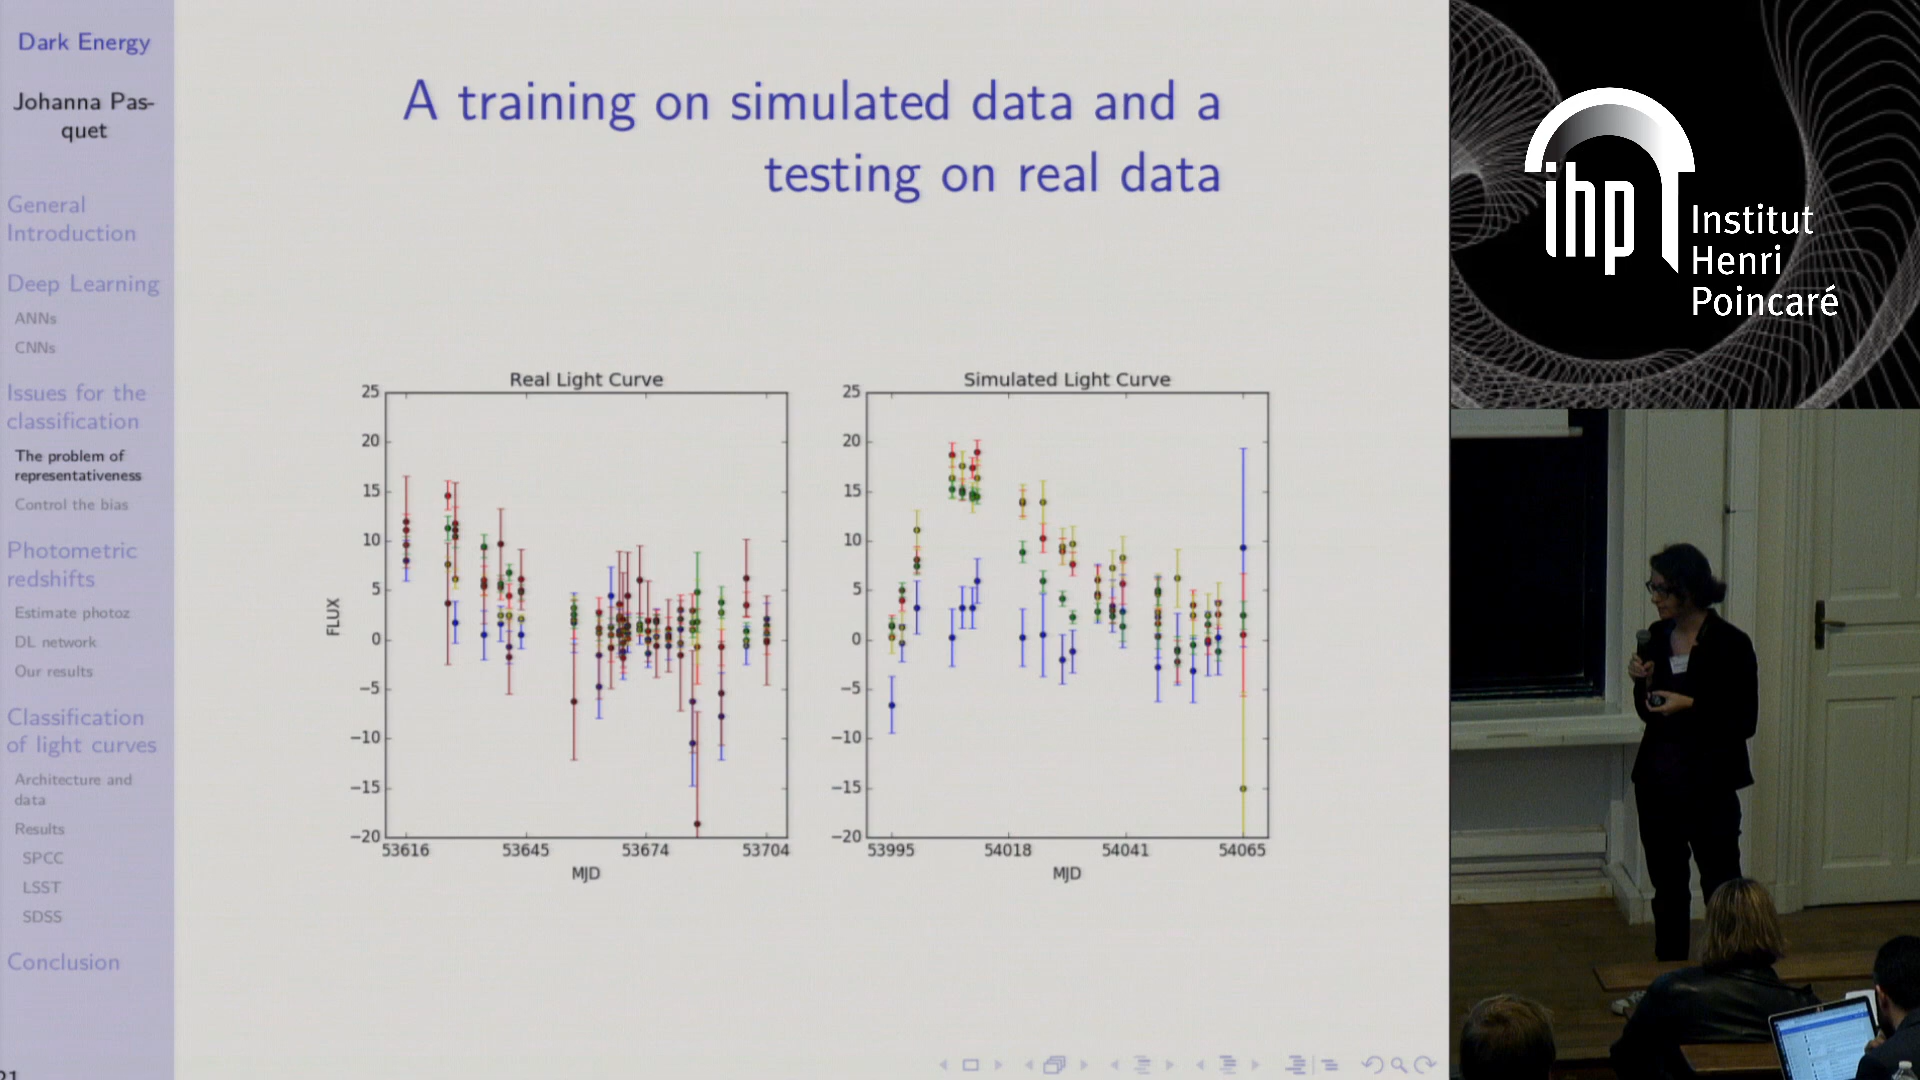 Dark Energy
Johanna Pas-
quet
General
Introduction
Deep Learning
ANNs
CNNs
Issues for the
classification
The problem of
representativeness
Control the bias
Photometric
redshifts
Estimate photoz
DL network
Our results
Classification
of light curves
Architecture and
data
Results
SPCC
LSST
SDSS
Conclusion
A training on simulated data and a
testing on real data
Real Light Curve
25
20
15
10
5
0
−5
−10
−15
−20
FLUX
53616 53645 53674 53704
MJD
Simulated Light Curve
25
20
15
10
5
0
−5
−10
−15
−20
53995 54018 54041 54065
MJD
ihp
Institut
Henri
Poincaré